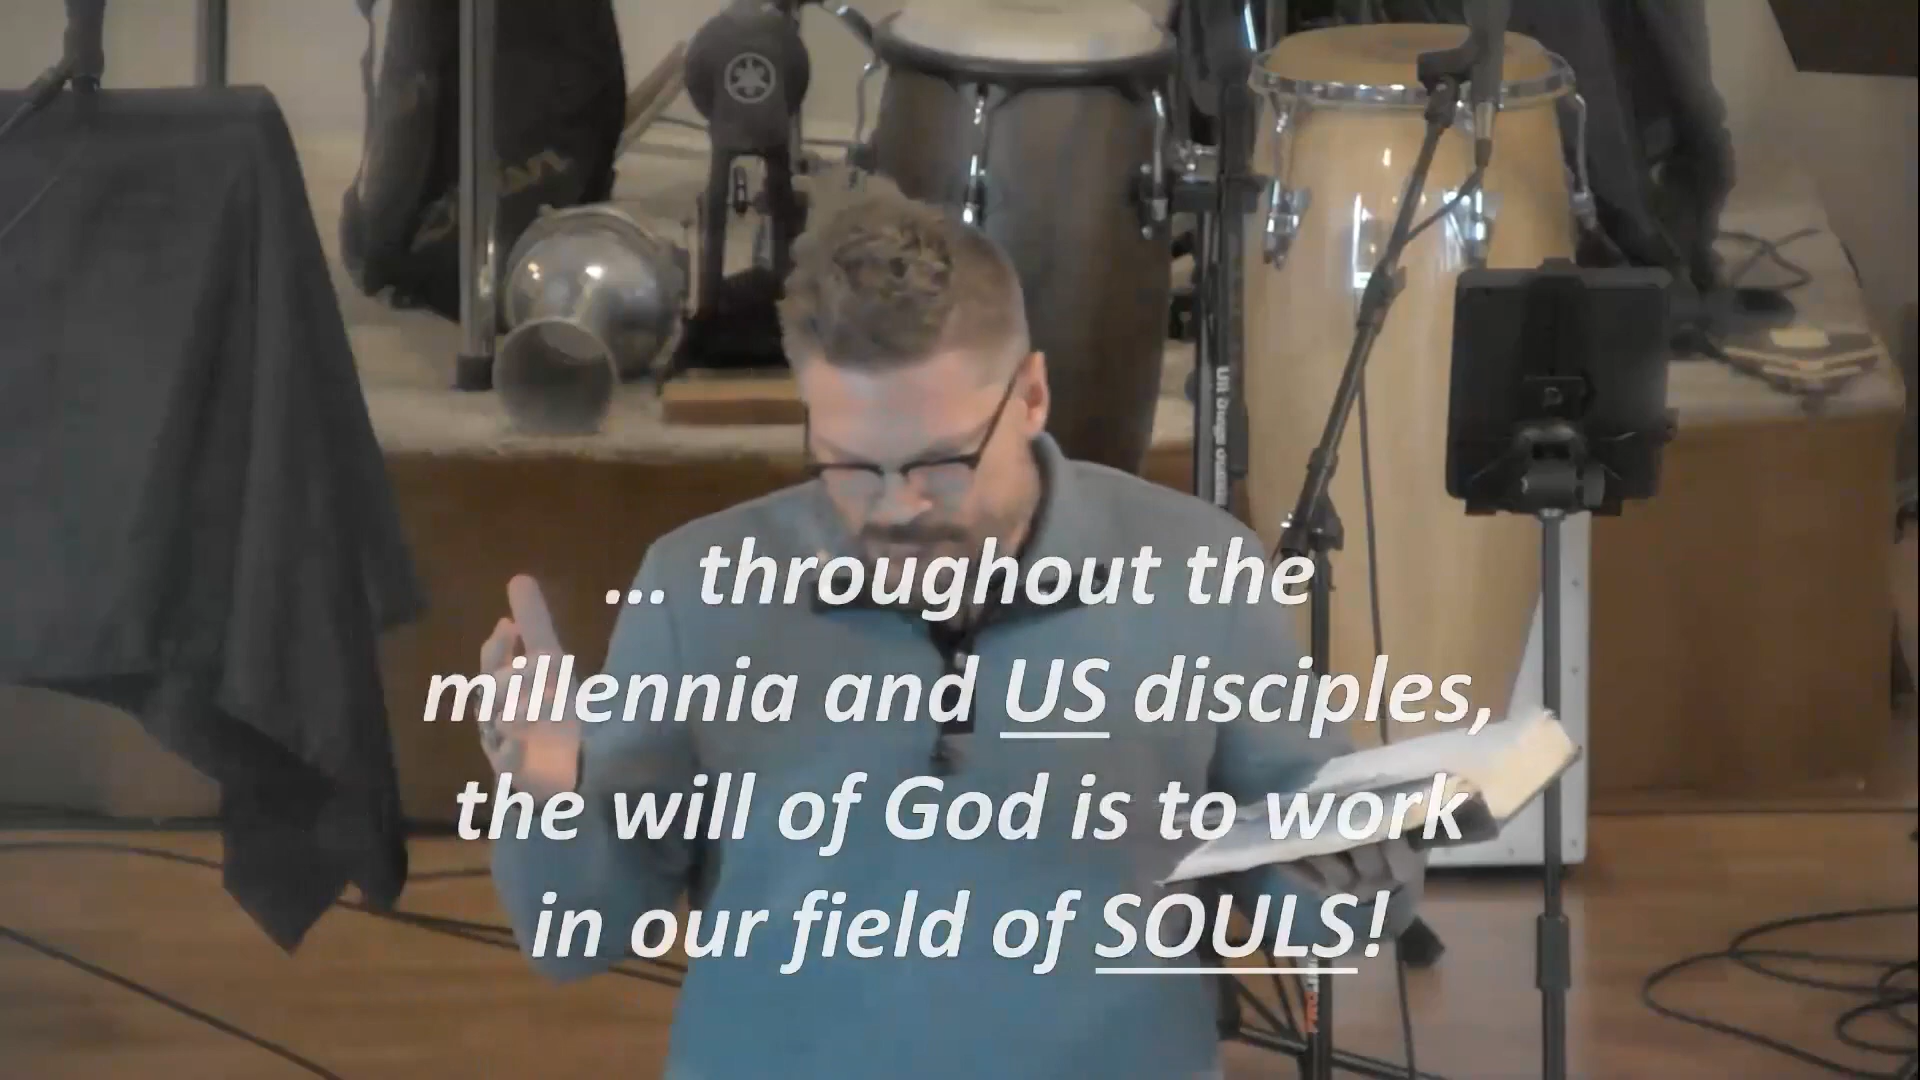 ... throughout the
millennia and US disciples,
the will of God is to work
in our field of SOULS!